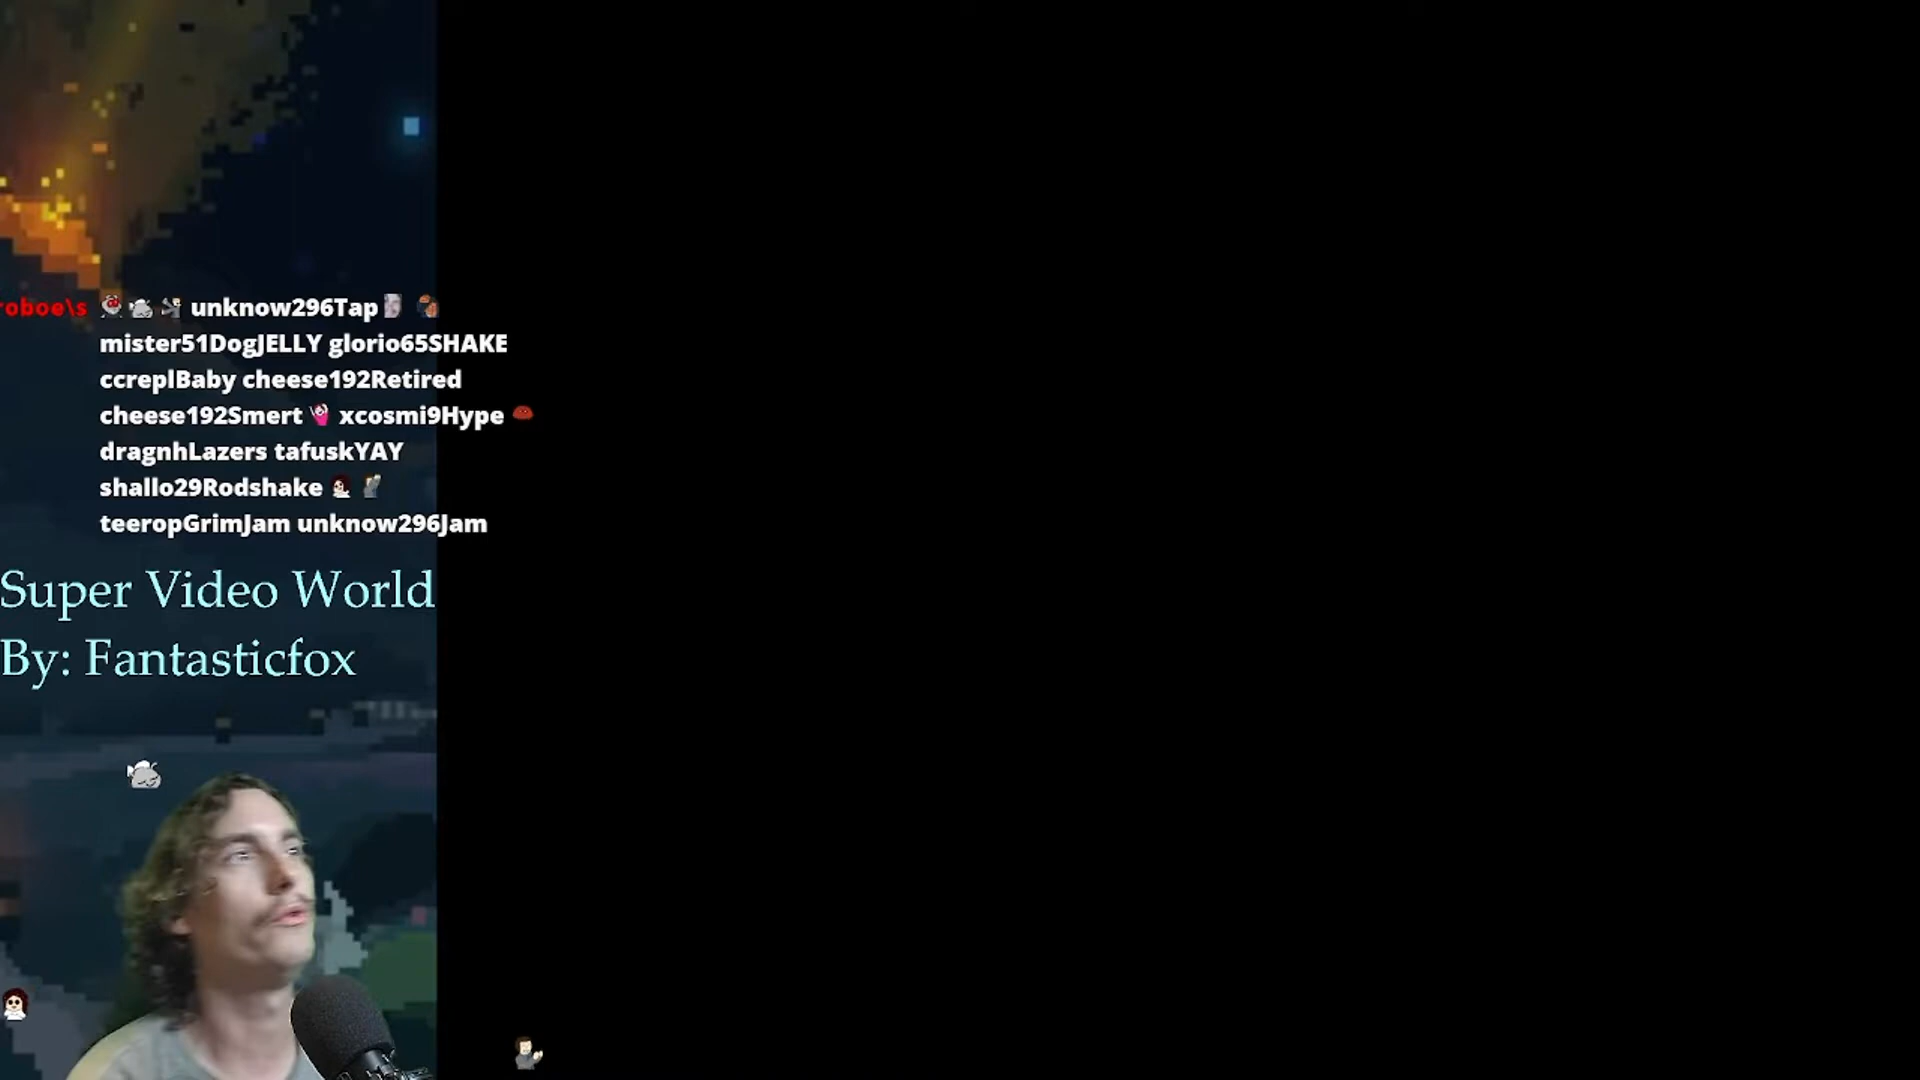 roboe\s unknow296Tap
mister51DogJELLY glorio65SHAKE
ccreplBaby cheese192Retired
cheese192Smert xcosmi9Hype
dragnhLazers tafuskYAY
shallo29Rodshake
teeropGrimJam unknow296Jam
Super Video World
By: Fantasticfox